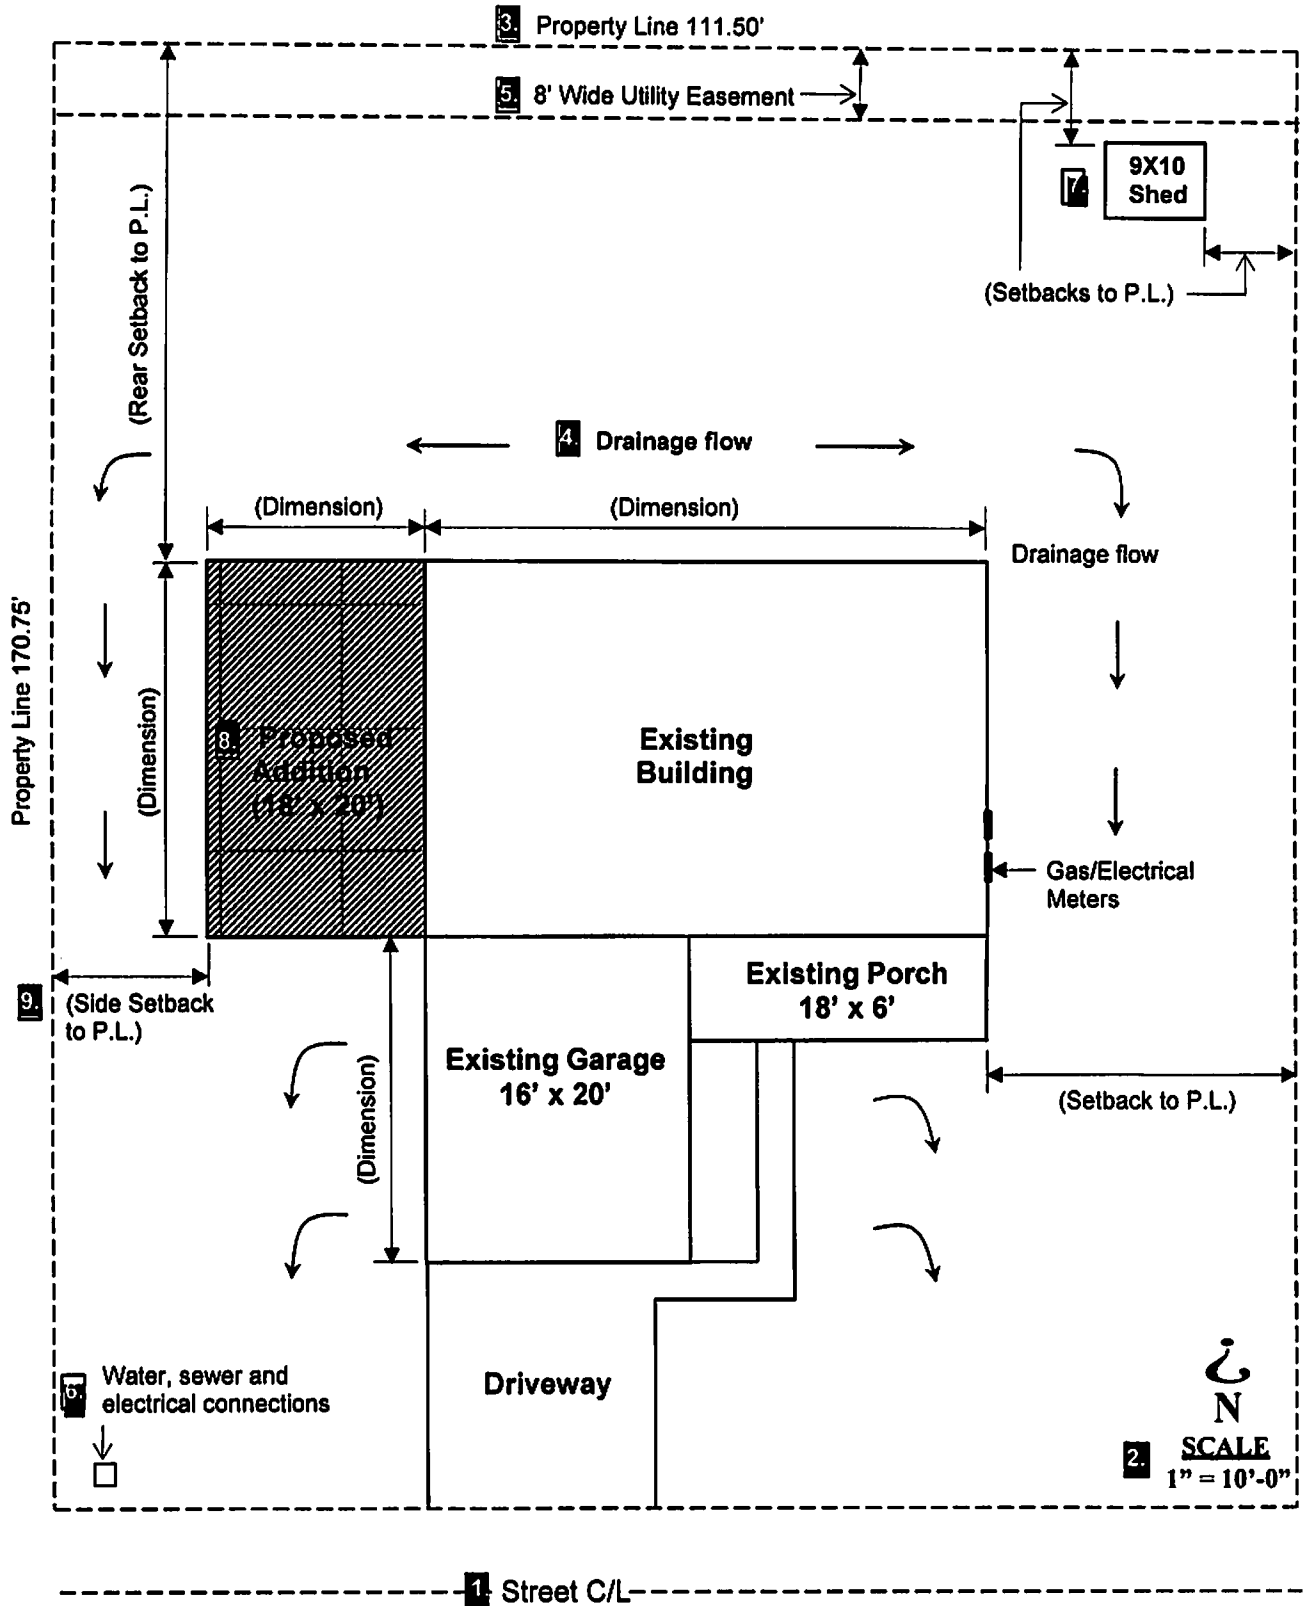 3. Property Line 111.50'
5. 8' Wide Utility Easement
9X10
Shed
7.
(Setbacks to P.L.)
(Rear Setback to P.L.)
4. Drainage flow
(Dimension)
(Dimension)
Drainage flow
Property Line 170.75'
(Dimension)
8. Proposed
Addition
(18' x 20')
Existing
Building
Gas/Electrical
Meters
Existing Porch
18' x 6'
9. (Side Setback
to P.L.)
Existing Garage
16' x 20'
(Dimension)
(Setback to P.L.)
6. Water, sewer and
electrical connections
Driveway
¿
N
2. SCALE
1" = 10'-0"
1. Street C/L